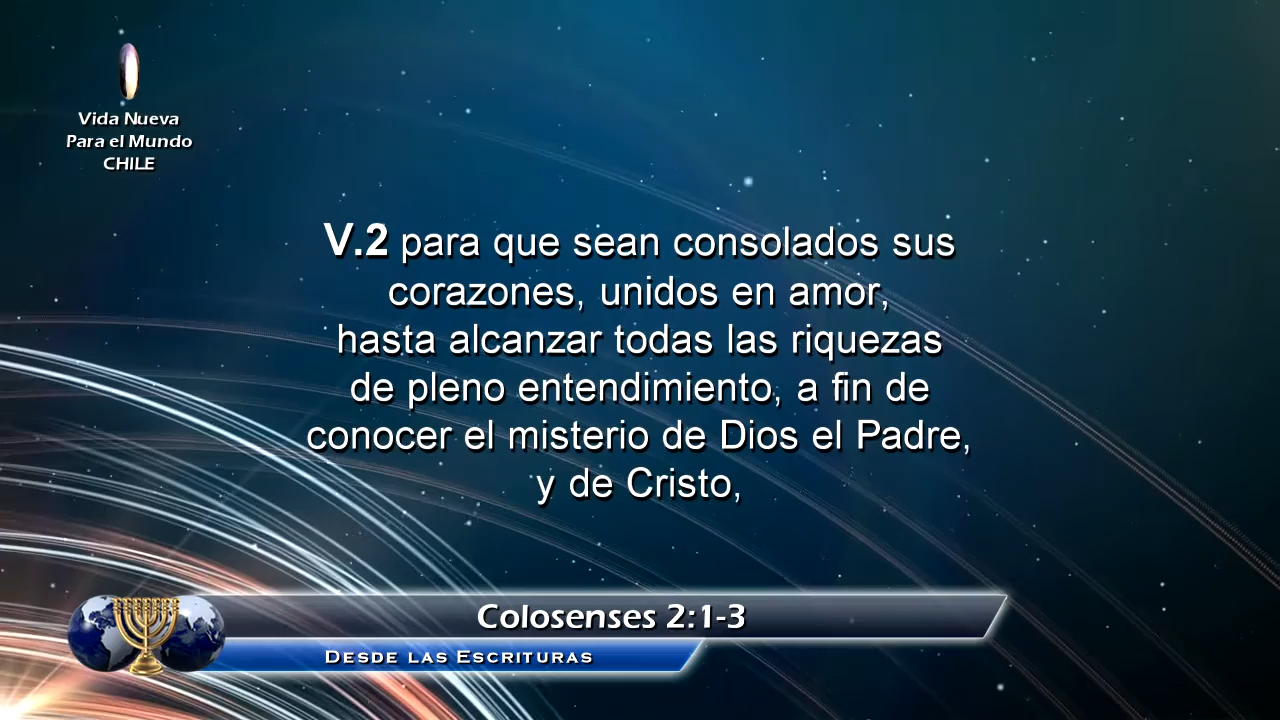 Vida Nueva
Para el Mundo
CHILE
V.2 para que sean consolados sus
corazones, unidos en amor,
hasta alcanzar todas las riquezas
de pleno entendimiento, a fin de
conocer el misterio de Dios el Padre,
y de Cristo,
Colosenses 2:1-3
Desde las Escrituras